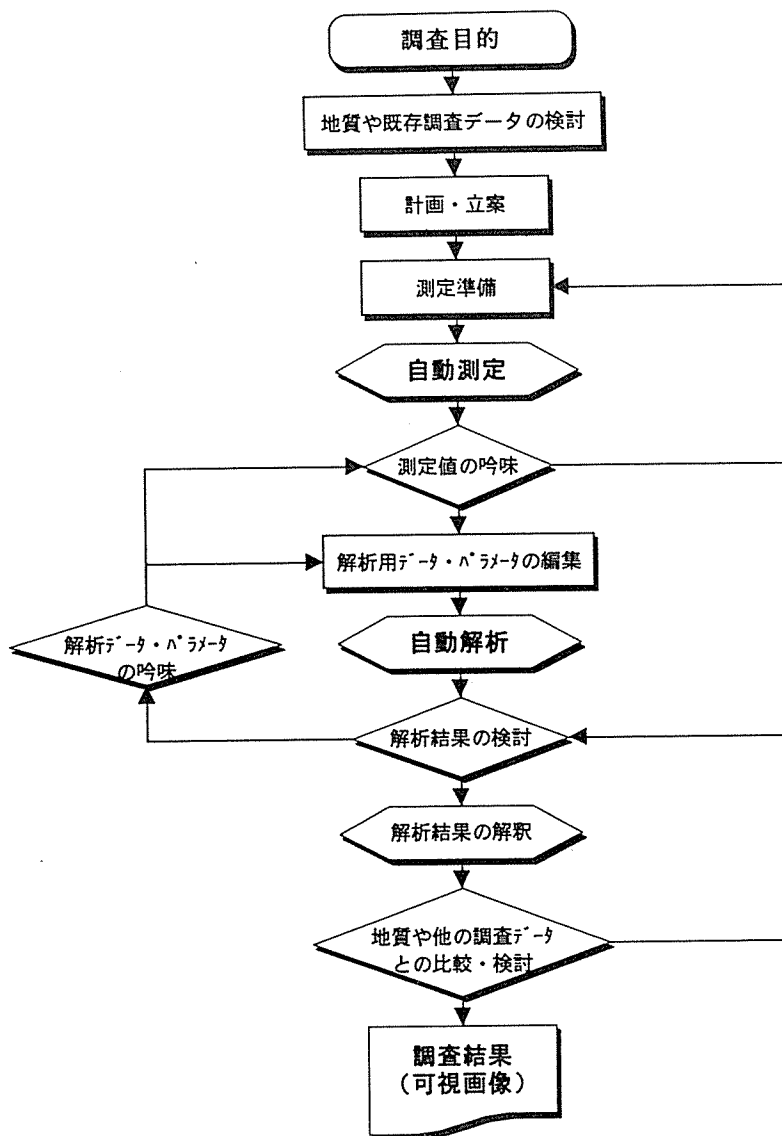 調査目的
地質や既存調査データの検討
計画・立案
測定準備
自動測定
測定値の吟味
解析用ﾃﾞｰﾀ・ﾊﾟﾗﾒｰﾀの編集
解析ﾃﾞｰﾀ・ﾊﾟﾗﾒｰﾀ
の吟味
自動解析
解析結果の検討
解析結果の解釈
地質や他の調査ﾃﾞｰﾀ
との比較・検討
調査結果
（可視画像）